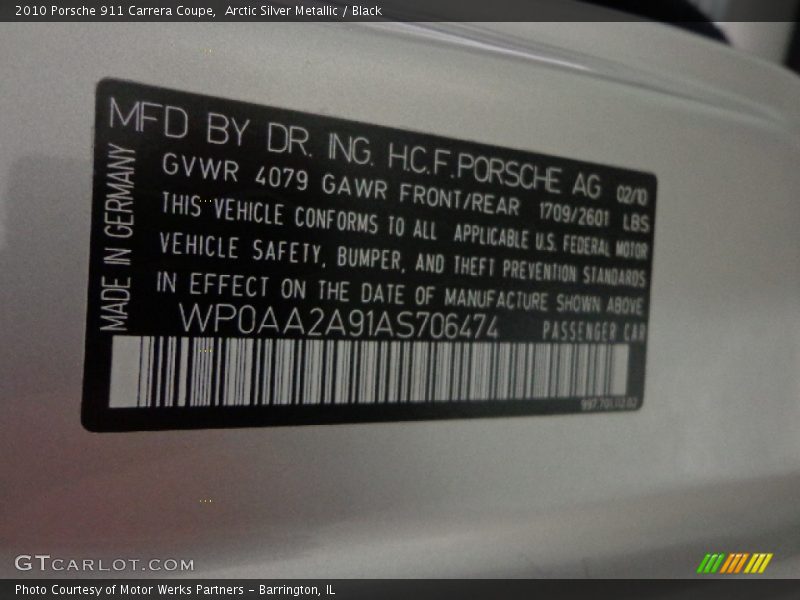 2010 Porsche 911 Carrera Coupe,  Arctic Silver Metallic / Black
MFD BY DR. ING. H.C.F. PORSCHE AG 02/10
GVWR 4079 GAWR FRONT/REAR 1709/2601 LBS
THIS VEHICLE CONFORMS TO ALL APPLICABLE U.S. FEDERAL MOTOR
VEHICLE SAFETY, BUMPER, AND THEFT PREVENTION STANDARDS
IN EFFECT ON THE DATE OF MANUFACTURE SHOWN ABOVE
WP0AA2A91AS706474 PASSENGER CAR
MADE IN GERMANY
GTCARLOT.COM
Photo Courtesy of Motor Werks Partners - Barrington, IL